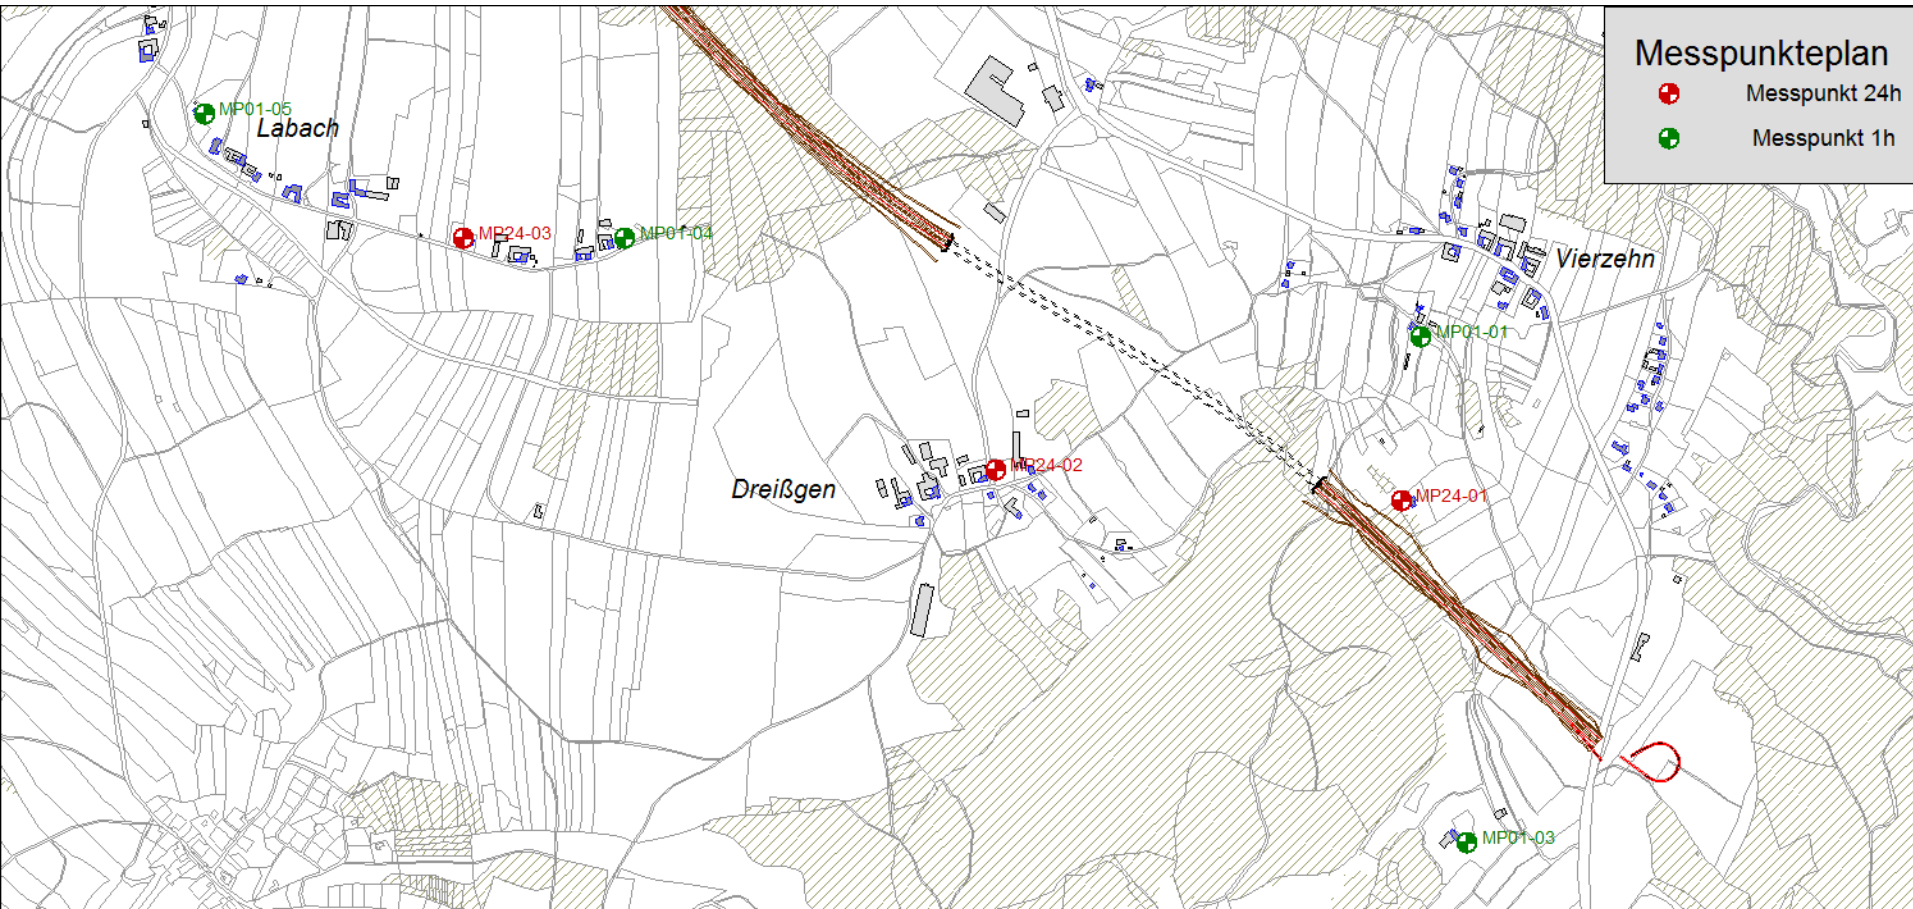 Messpunkteplan
Messpunkt 24h
Messpunkt 1h
MP01-05
Labach
MP24-03
MP01-04
Vierzehn
MP01-01
MP24-02
Dreißgen
MP24-01
MP01-03